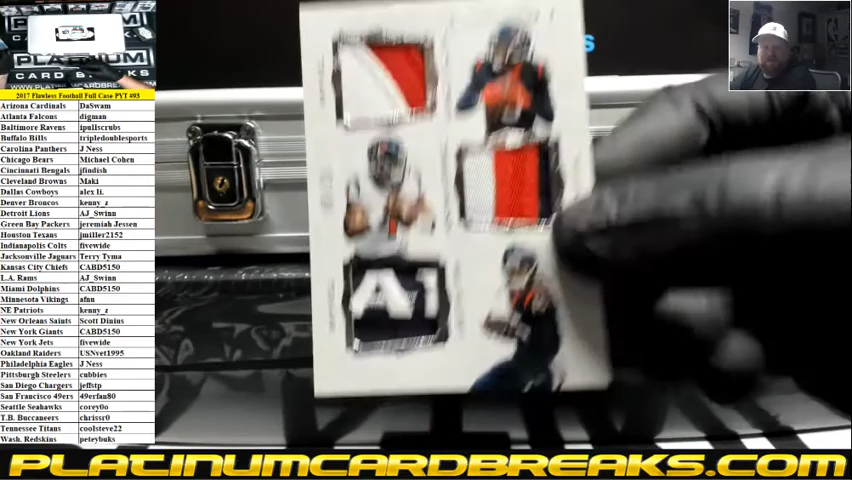 PLATINUM
CARD BREAKS
2017 Flawless Football Full Case PYT #93
Arizona Cardinals DaSwam
Atlanta Falcons digman
Baltimore Ravens ipullscrubs
Buffalo Bills tripledoublesports
Carolina Panthers J Ness
Chicago Bears Michael Cohen
Cincinnati Bengals jfindish
Cleveland Browns Maki
Dallas Cowboys alex li.
Denver Broncos kenny_z
Detroit Lions AJ_Swinn
Green Bay Packers jeremiah Jessen
Houston Texans jmiller2152
Indianapolis Colts fivewide
Jacksonville Jaguars Terry Tyma
Kansas City Chiefs CABD5150
L.A. Rams AJ_Swinn
Miami Dolphins CABD5150
Minnesota Vikings afnu
NE Patriots kenny_z
New Orleans Saints Scott Dinius
New York Giants CABD5150
New York Jets fivewide
Oakland Raiders USNvet1995
Philadelphia Eagles J Ness
Pittsburgh Steelers cubbies
San Diego Chargers jeffstp
San Francisco 49ers 49erfan80
Seattle Seahawks corey0o
T.B. Buccaneers chrissr0
Tennessee Titans coolsteve22
Wash. Redskins peteybuks
PLATINUMCARDBREAKS.COM